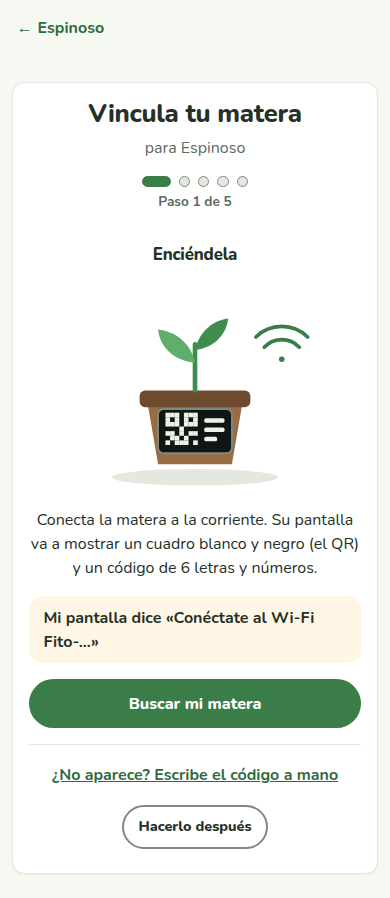 ← Espinoso
Vincula tu matera
para Espinoso
Paso 1 de 5
Enciéndela
Conecta la matera a la corriente. Su pantalla
va a mostrar un cuadro blanco y negro (el QR)
y un código de 6 letras y números.
Mi pantalla dice «Conéctate al Wi-Fi
Fito-...»
Buscar mi matera
¿No aparece? Escribe el código a mano
Hacerlo después